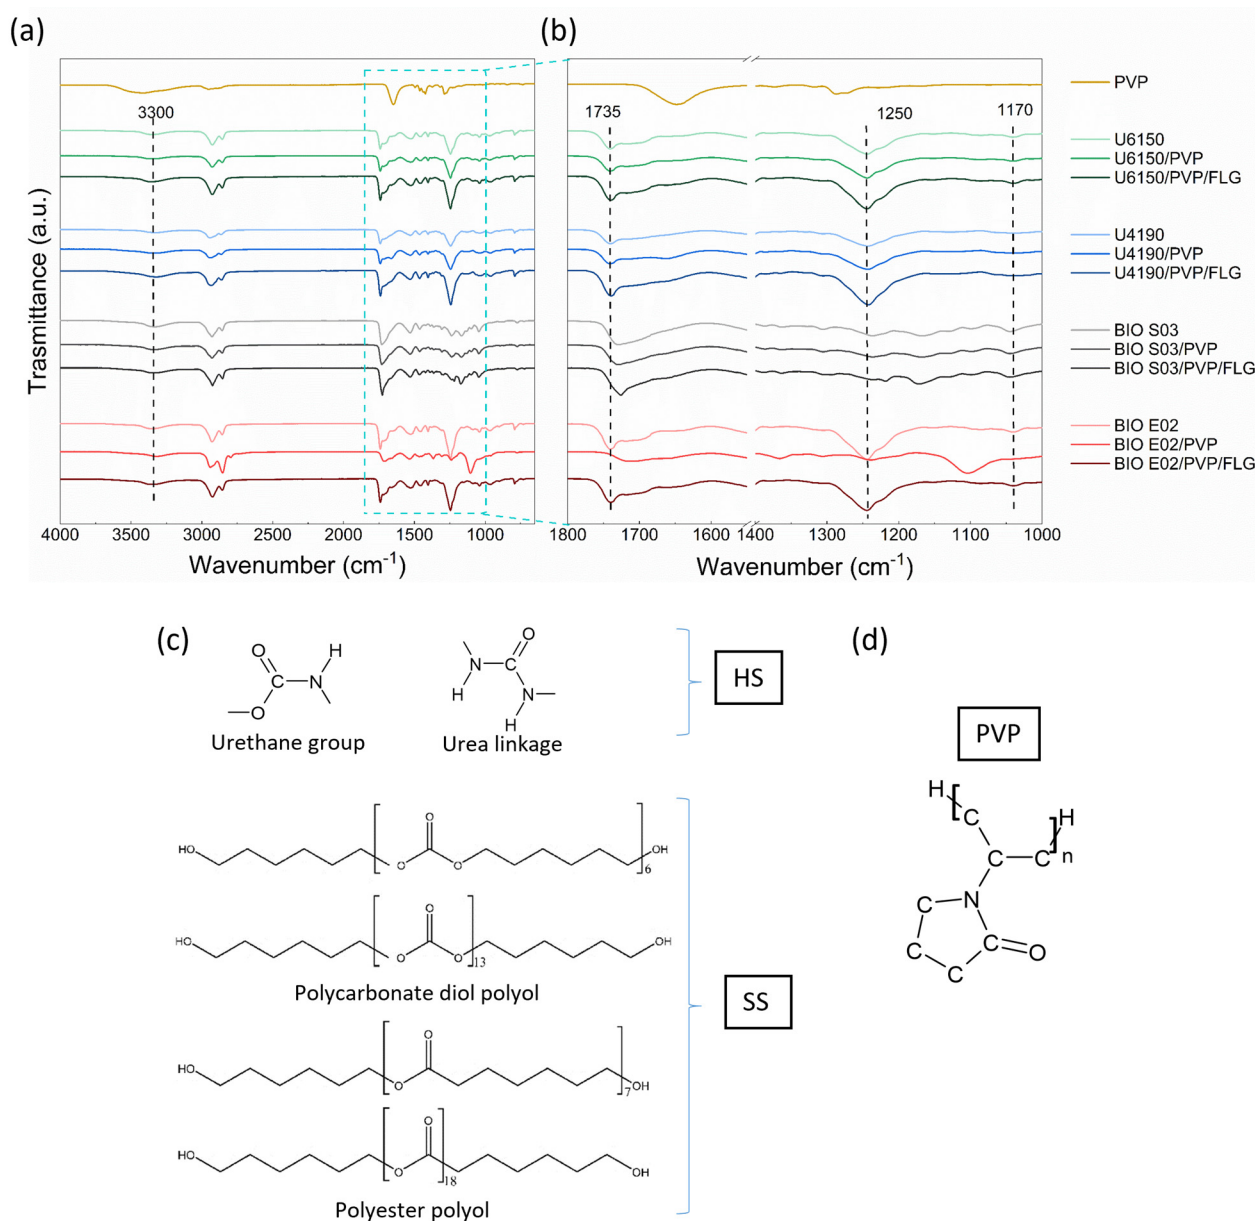 (a)
(b)
3300
1735
1250
1170
PVP
U6150
U6150/PVP
U6150/PVP/FLG
U4190
U4190/PVP
U4190/PVP/FLG
BIO S03
BIO S03/PVP
BIO S03/PVP/FLG
BIO E02
BIO E02/PVP
BIO E02/PVP/FLG
Trasmittance (a.u.)
4000 3500 3000 2500 2000 1500 1000
1800 1700 1600 1400 1300 1200 1100 1000
Wavenumber (cm-1)
Wavenumber (cm-1)
(c)
(d)
O
C
N
H
O
Urethane group
O
C
N
H
N
H
Urea linkage
HS
PVP
H
C
C
C
H
n
N
C
C
C
C
O
HO
O
O
O
OH
6
HO
O
O
O
13
OH
Polycarbonate diol polyol
SS
HO
O
O
7
OH
HO
O
O
18
OH
Polyester polyol